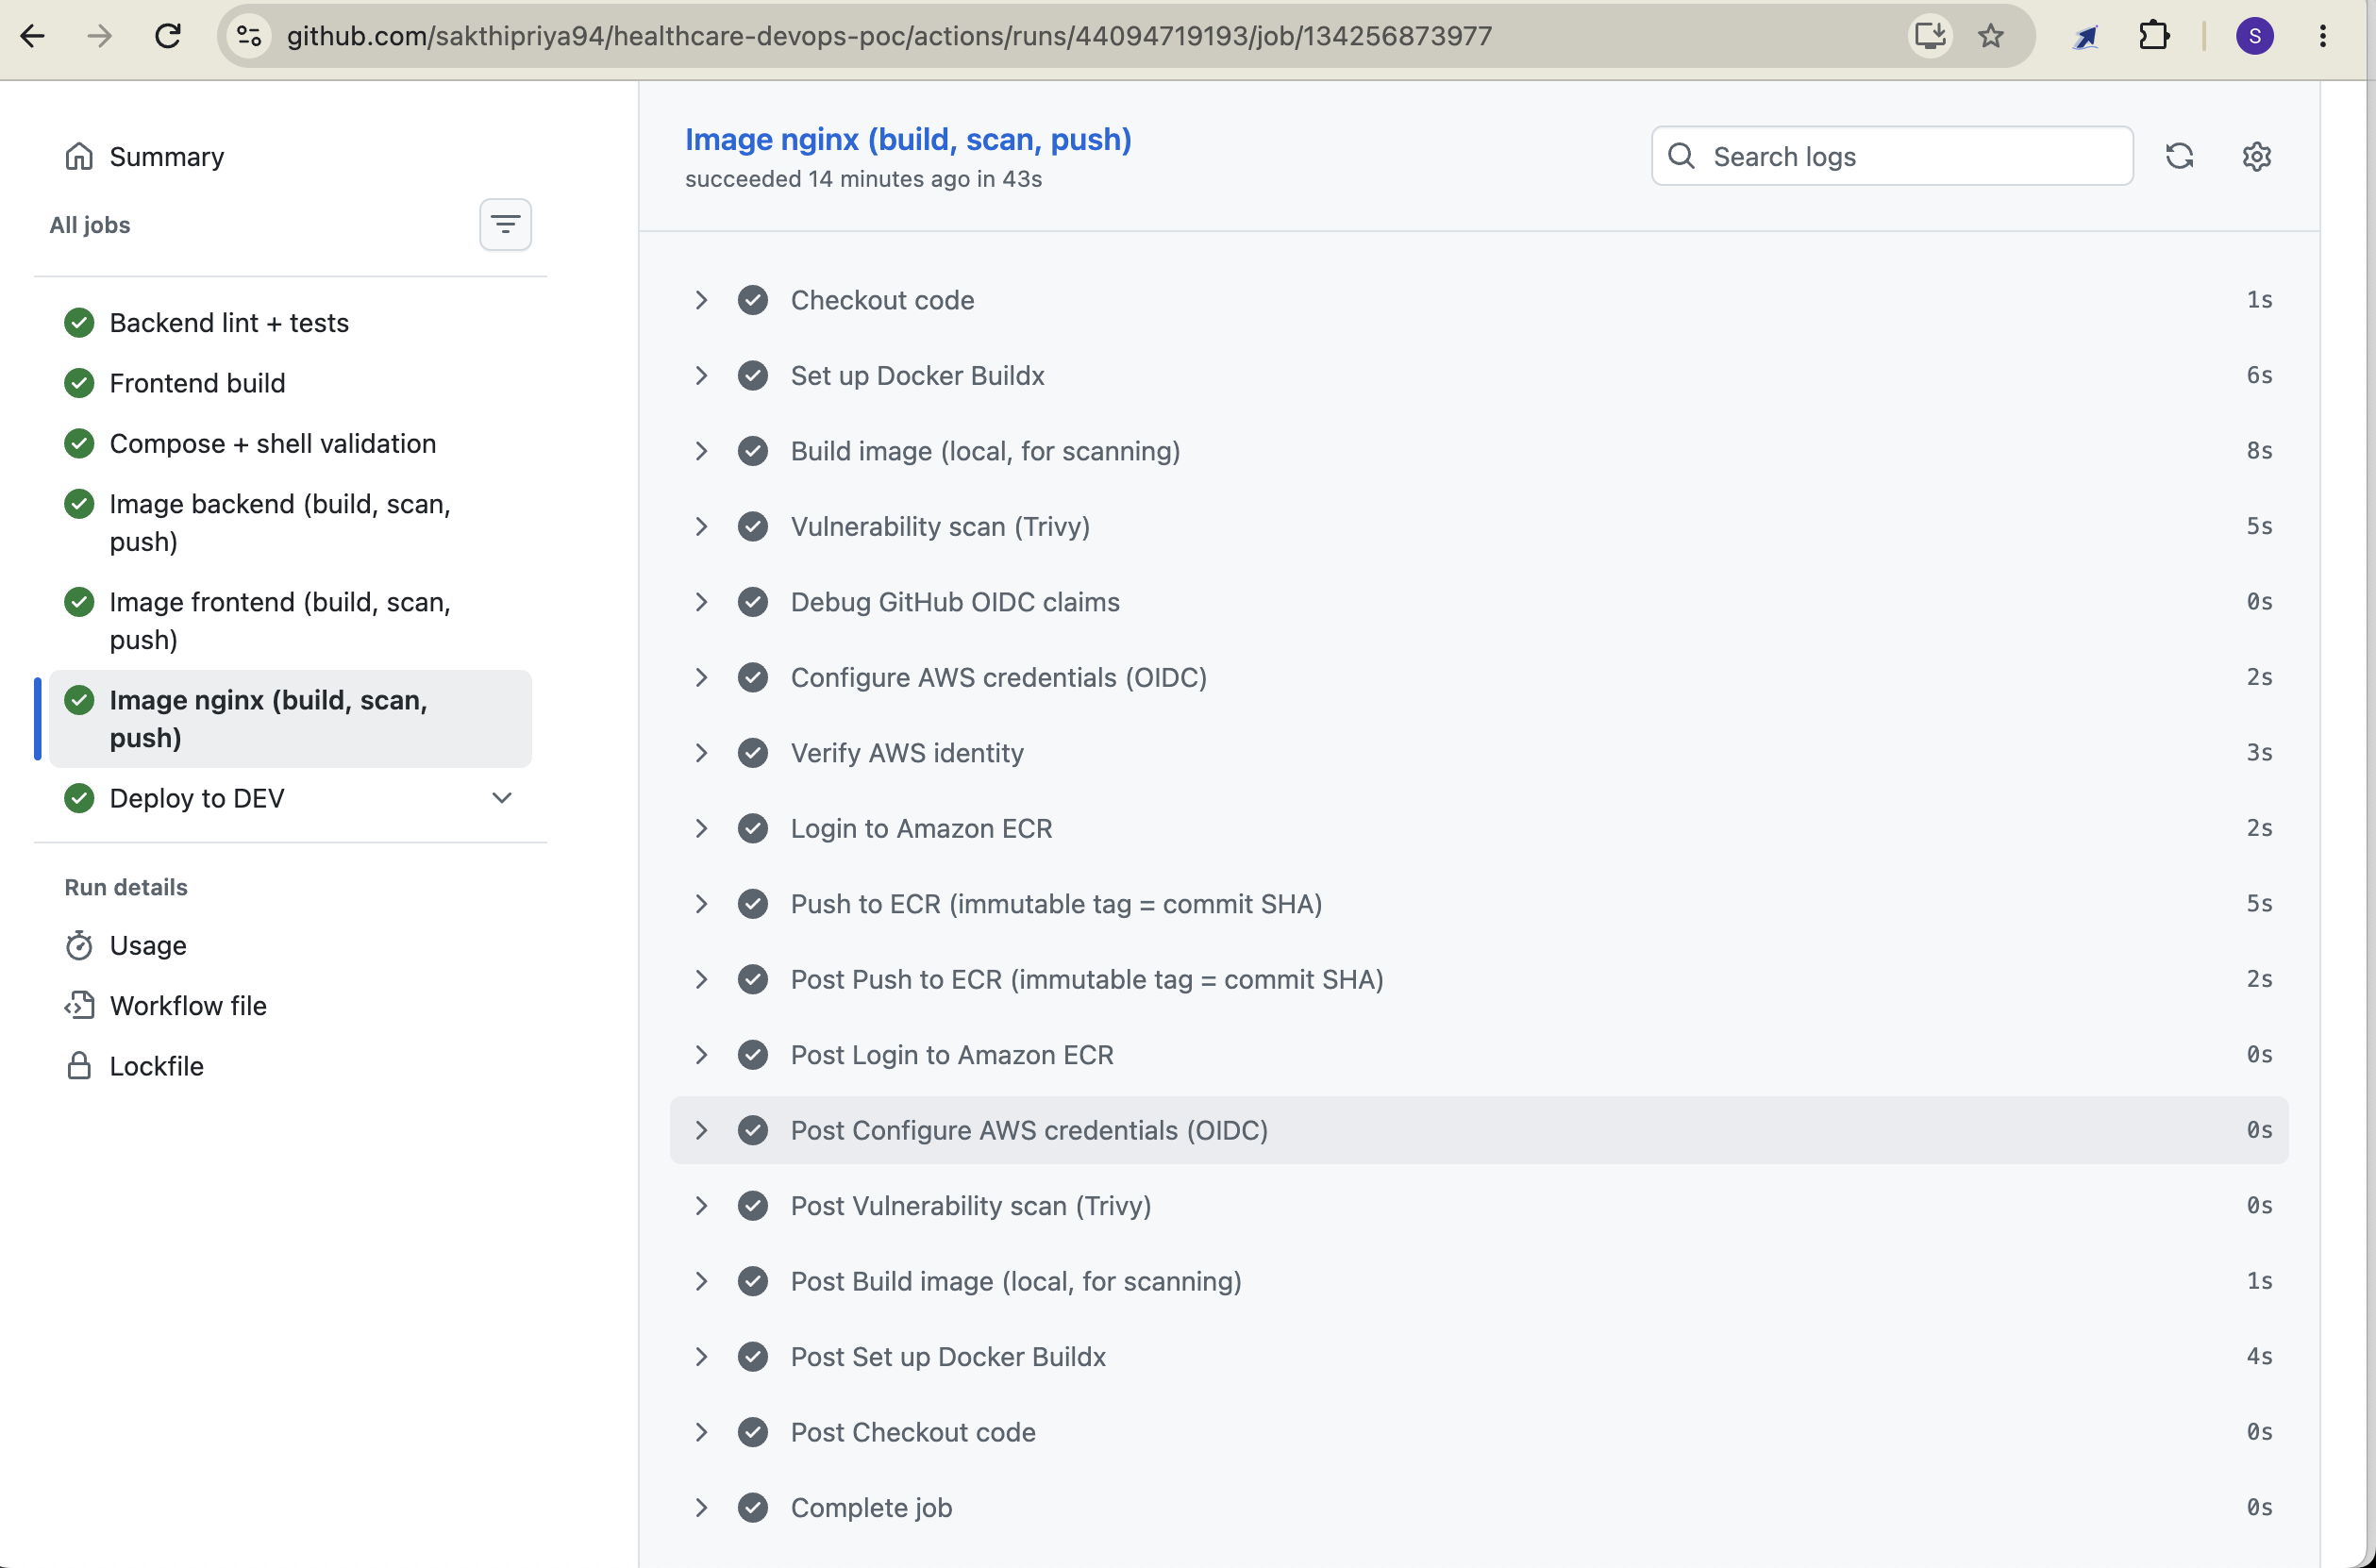 github.com/sakthipriya94/healthcare-devops-poc/actions/runs/44094719193/job/134256873977
S
Summary
All jobs
Backend lint + tests
Frontend build
Compose + shell validation
Image backend (build, scan,
push)
Image frontend (build, scan,
push)
Image nginx (build, scan,
push)
Deploy to DEV
Run details
Usage
Workflow file
Lockfile
Image nginx (build, scan, push)
succeeded 14 minutes ago in 43s
Search logs
Checkout code 1s
Set up Docker Buildx 6s
Build image (local, for scanning) 8s
Vulnerability scan (Trivy) 5s
Debug GitHub OIDC claims 0s
Configure AWS credentials (OIDC) 2s
Verify AWS identity 3s
Login to Amazon ECR 2s
Push to ECR (immutable tag = commit SHA) 5s
Post Push to ECR (immutable tag = commit SHA) 2s
Post Login to Amazon ECR 0s
Post Configure AWS credentials (OIDC) 0s
Post Vulnerability scan (Trivy) 0s
Post Build image (local, for scanning) 1s
Post Set up Docker Buildx 4s
Post Checkout code 0s
Complete job 0s